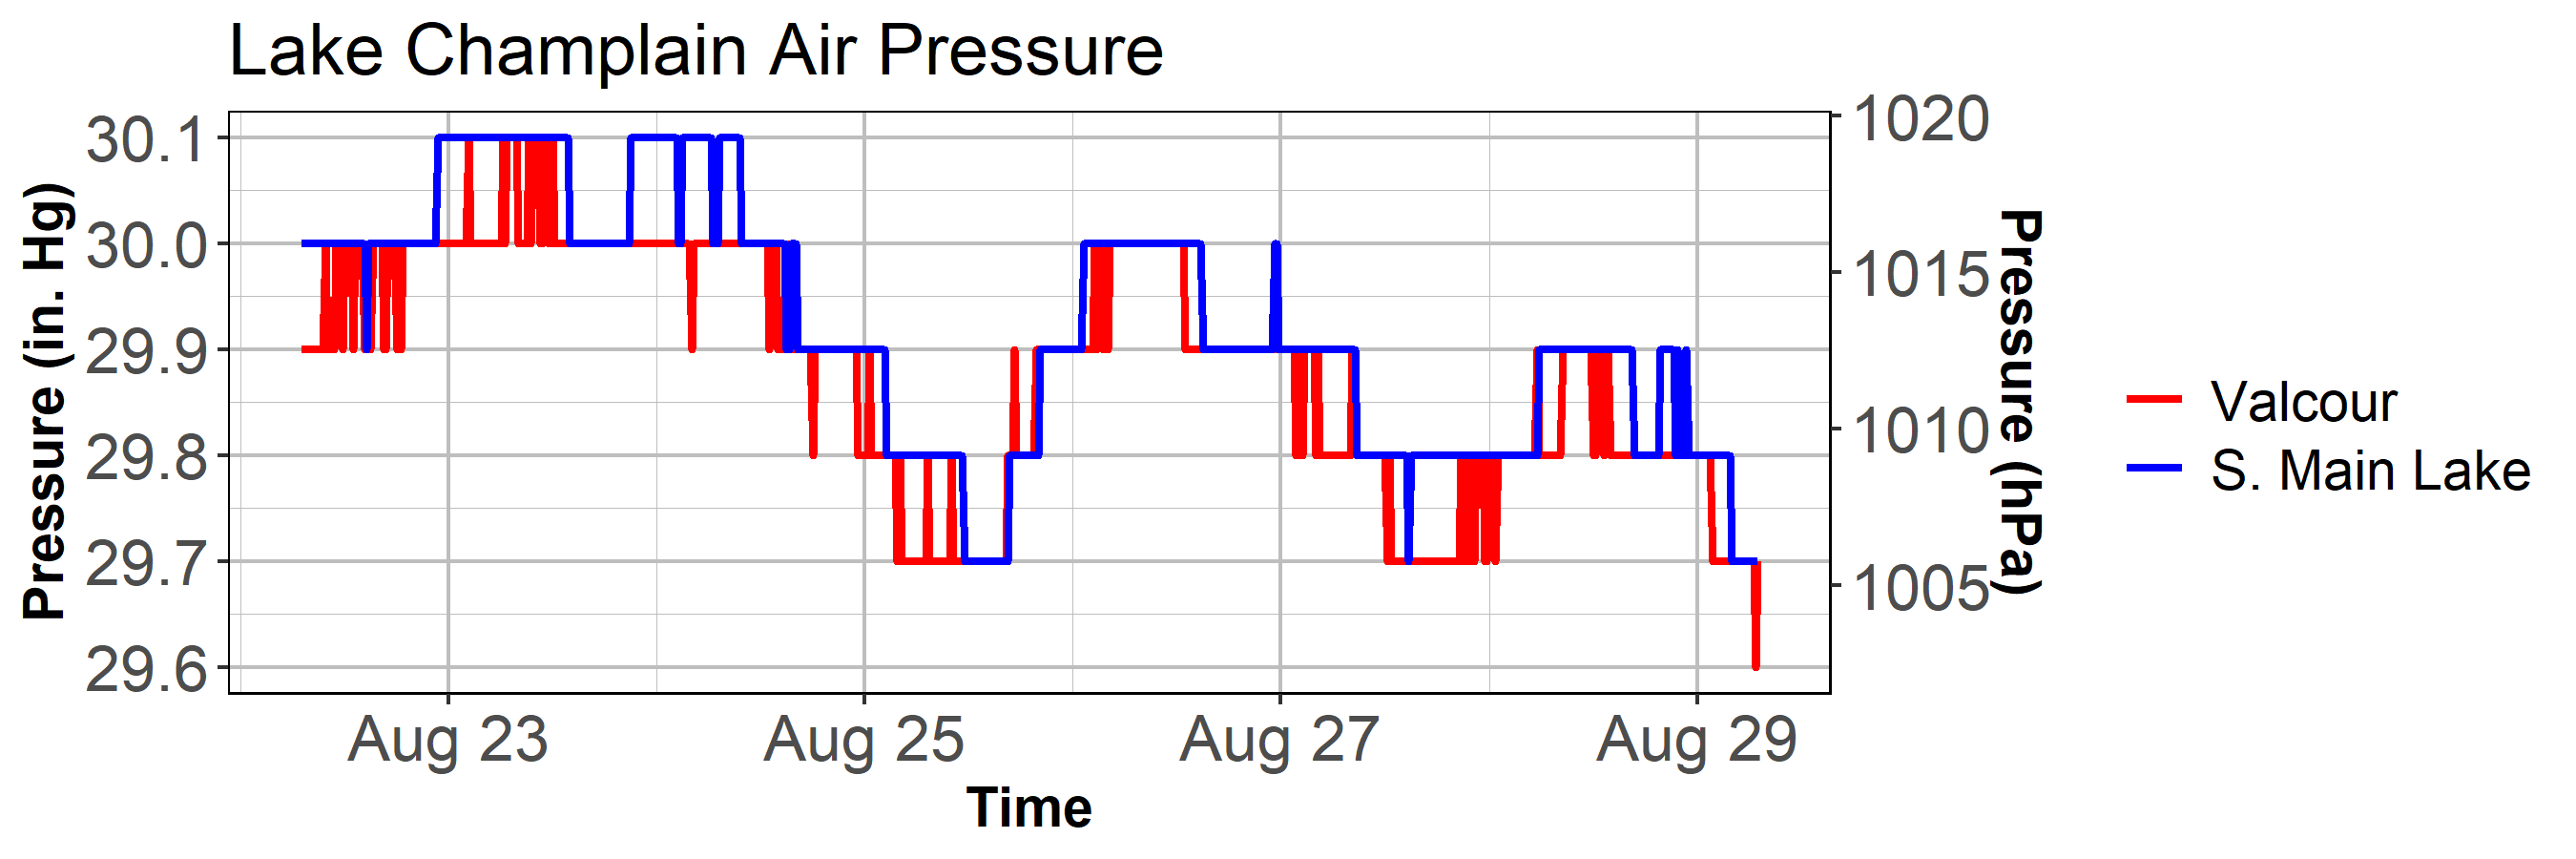 Lake Champlain Air Pressure
Pressure (in. Hg)
30.1
30.0
29.9
29.8
29.7
29.6
1020
1015
1010
1005
Pressure (hPa)
Aug 23
Aug 25
Aug 27
Aug 29
Time
Valcour
S. Main Lake